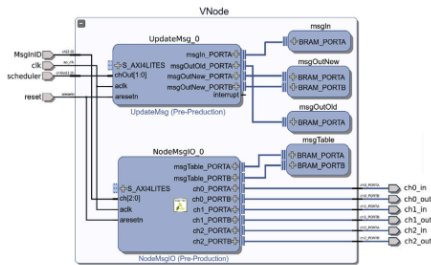 VNode
UpdateMsg_0
msgIn
MsgInID
clk
scheduler
reset
S_AXI4LITES
chOut[1:0]
aclk
aresetn
msgIn_PORTA
msgOutOld_PORTA
msgOutNew_PORTA
msgOutNew_PORTB
interrupt
UpdateMsg (Pre-Production)
BRAM_PORTA
msgOutNew
BRAM_PORTA
BRAM_PORTB
msgOutOld
BRAM_PORTA
msgTable
BRAM_PORTA
BRAM_PORTB
NodeMsgIO_0
S_AXI4LITES
ch[2:0]
aclk
aresetn
msgTable_PORTA
msgTable_PORTB
ch0_PORTA
ch0_PORTB
ch1_PORTA
ch1_PORTB
ch2_PORTA
ch2_PORTB
NodeMsgIO (Pre-Production)
ch0_in
ch0_out
ch1_in
ch1_out
ch2_in
ch2_out